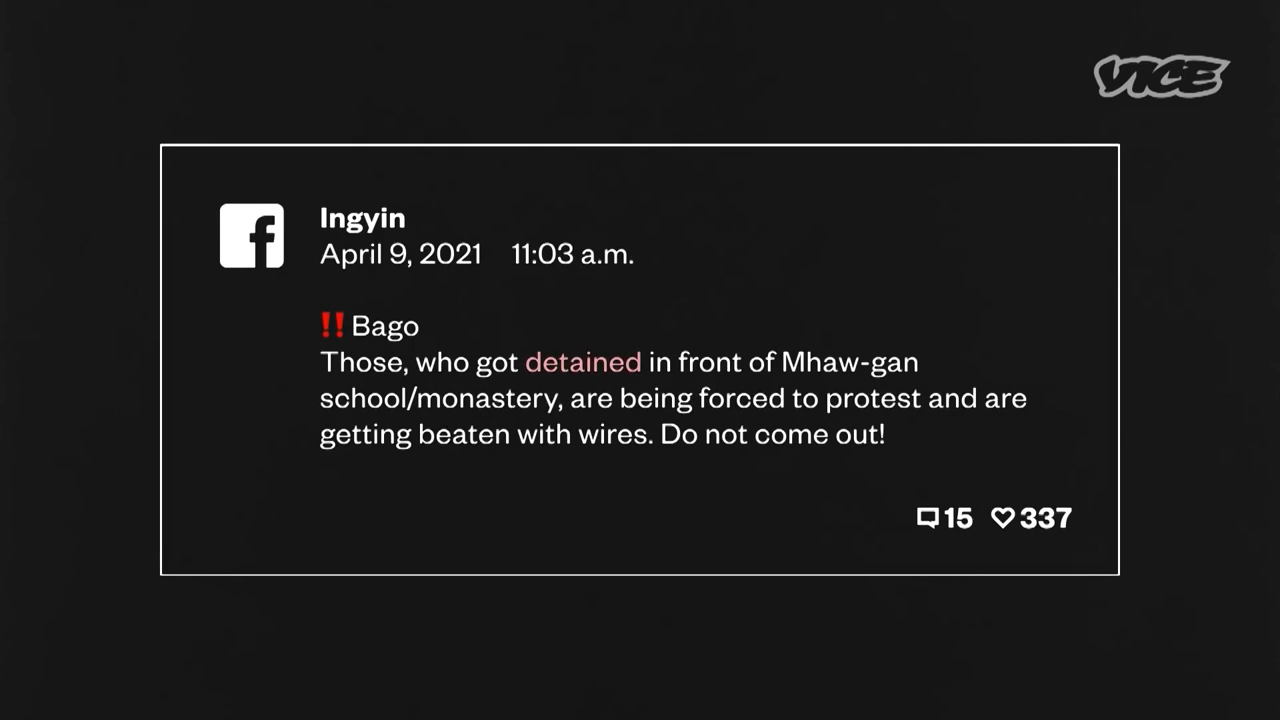 VICE
Ingyin
April 9, 2021 11:03 a.m.
‼️ Bago
Those, who got detained in front of Mhaw-gan
school/monastery, are being forced to protest and are
getting beaten with wires. Do not come out!
15 337